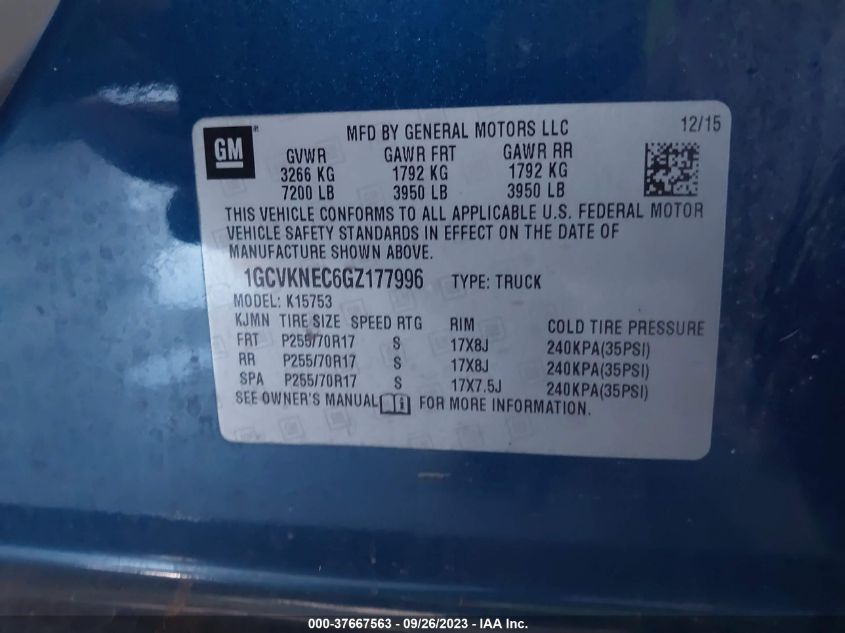 GM
MFD BY GENERAL MOTORS LLC 12/15
GVWR GAWR FRT GAWR RR
3266 KG 1792 KG 1792 KG
7200 LB 3950 LB 3950 LB
THIS VEHICLE CONFORMS TO ALL APPLICABLE U.S. FEDERAL MOTOR
VEHICLE SAFETY STANDARDS IN EFFECT ON THE DATE OF
MANUFACTURE SHOWN ABOVE.
1GCVKNEC6GZ177996 TYPE: TRUCK
MODEL: K15753
KJMN TIRE SIZE SPEED RTG RIM COLD TIRE PRESSURE
FRT P255/70R17 S 17X8J 240KPA(35PSI)
RR P255/70R17 S 17X8J 240KPA(35PSI)
SPA P255/70R17 S 17X7.5J 240KPA(35PSI)
SEE OWNER'S MANUAL FOR MORE INFORMATION.
000-37667563 - 09/26/2023 - IAA Inc.